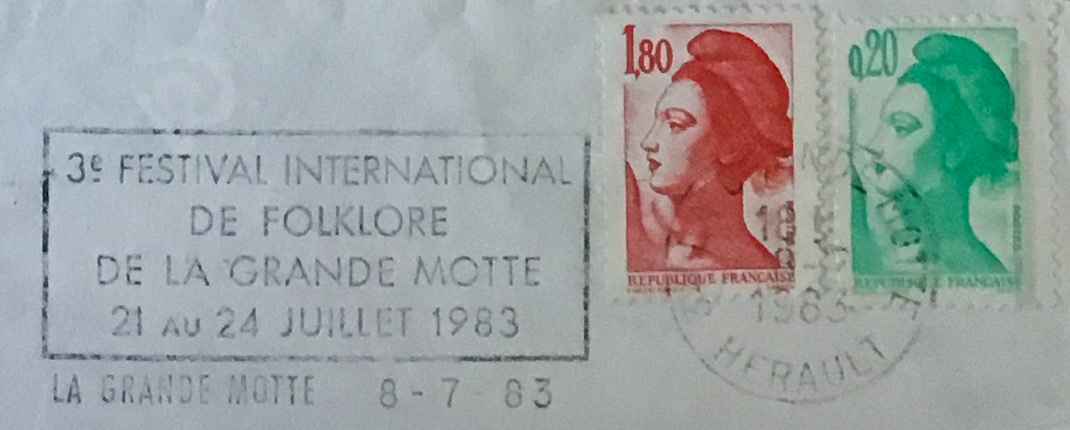 3e FESTIVAL INTERNATIONAL
DE FOLKLORE
DE LA GRANDE MOTTE
21 AU 24 JUILLET 1983
LA GRANDE MOTTE 8-7-83
1,80
REPUBLIQUE FRANÇAISE
0,20
REPUBLIQUE FRANÇAISE
18
1983
HERAULT